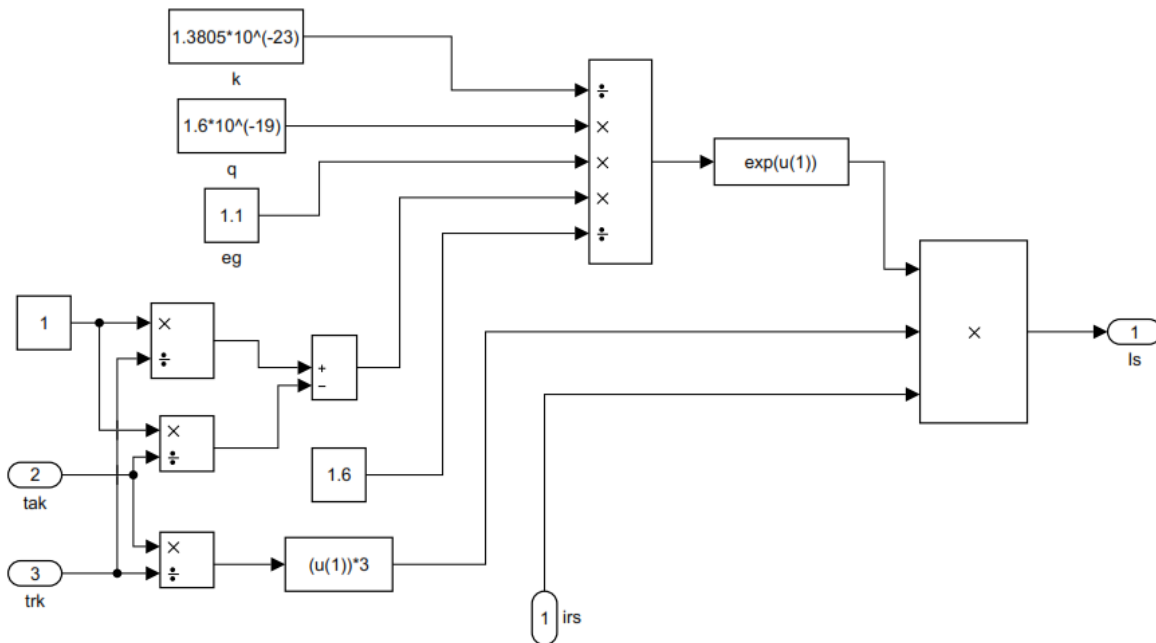 1.3805*10^(-23)
k
1.6*10^(-19)
q
1.1
eg
÷
×
×
×
÷
exp(u(1))
1
×
÷
+
−
×
÷
2
tak
1.6
×
÷
3
trk
(u(1))*3
1
irs
×
1
Is